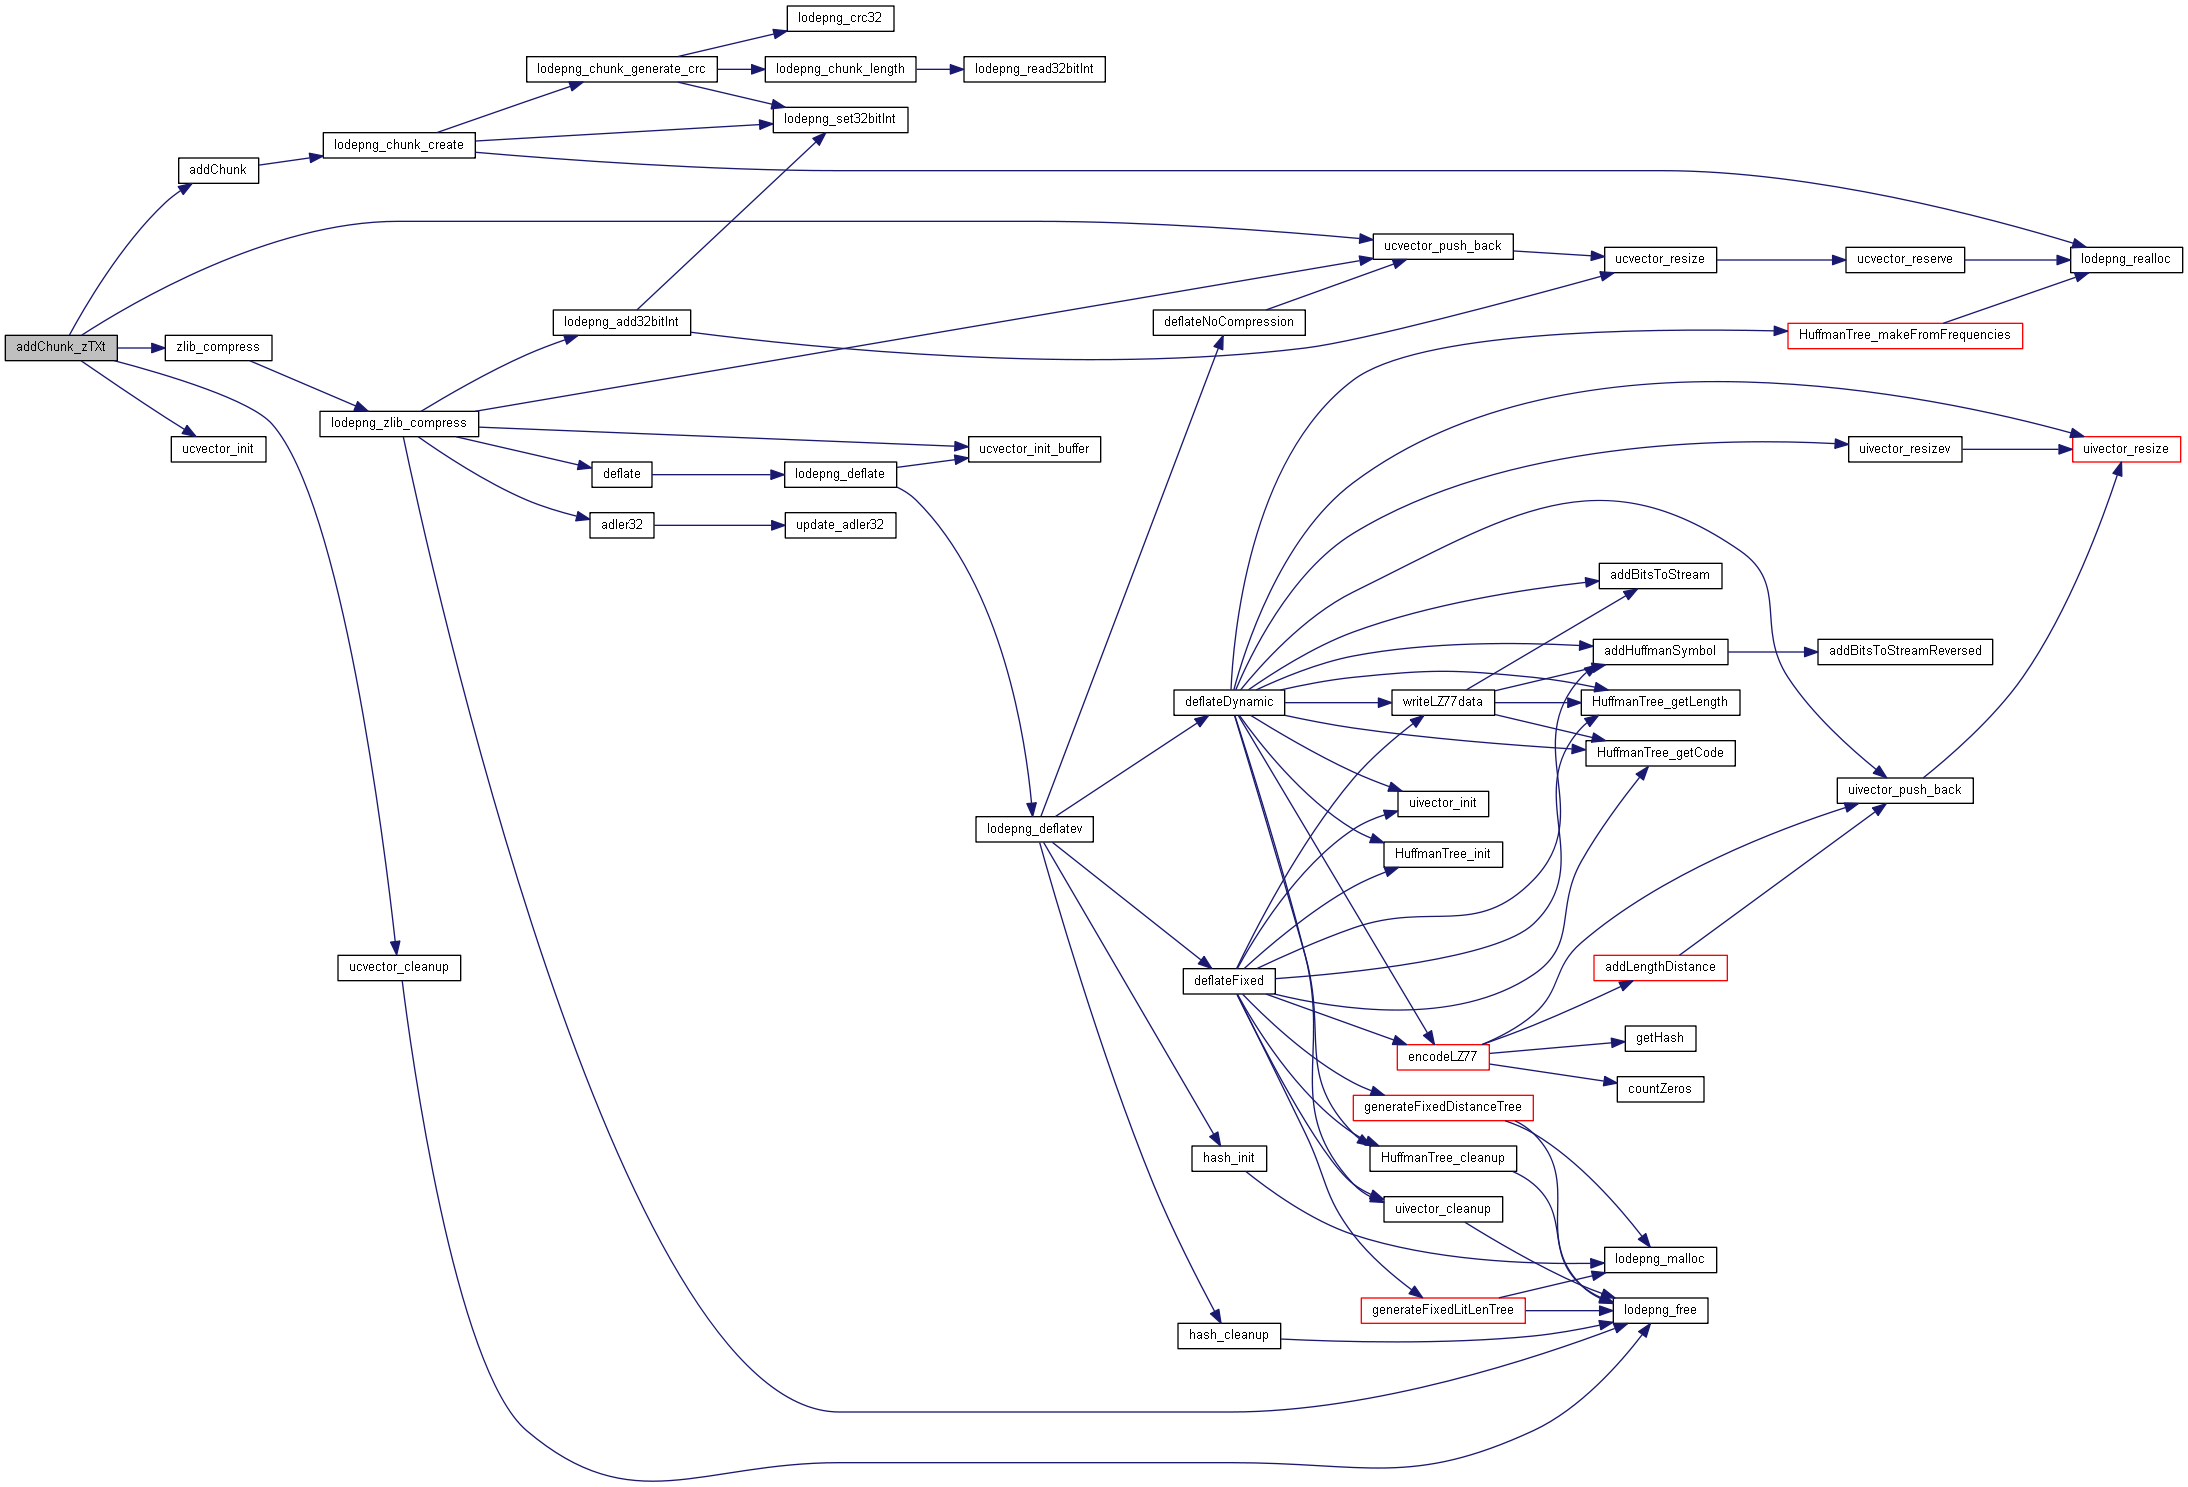 lodepng_crc32
lodepng_chunk_generate_crc
lodepng_chunk_length
lodepng_read32bitInt
lodepng_set32bitInt
lodepng_chunk_create
addChunk
ucvector_push_back
ucvector_resize
ucvector_reserve
lodepng_realloc
lodepng_add32bitInt
deflateNoCompression
HuffmanTree_makeFromFrequencies
addChunk_zTXt
zlib_compress
lodepng_zlib_compress
ucvector_init
ucvector_init_buffer
uivector_resizev
uivector_resize
deflate
lodepng_deflate
adler32
update_adler32
addBitsToStream
addHuffmanSymbol
addBitsToStreamReversed
deflateDynamic
writeLZ77data
HuffmanTree_getLength
HuffmanTree_getCode
uivector_init
uivector_push_back
lodepng_deflatev
HuffmanTree_init
ucvector_cleanup
addLengthDistance
deflateFixed
getHash
encodeLZ77
countZeros
generateFixedDistanceTree
hash_init
HuffmanTree_cleanup
uivector_cleanup
lodepng_malloc
generateFixedLitLenTree
lodepng_free
hash_cleanup